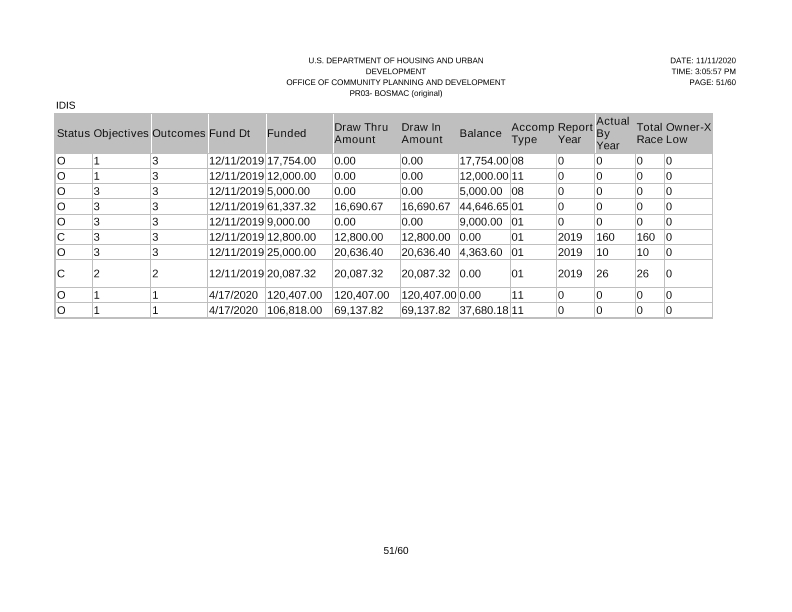 U.S. DEPARTMENT OF HOUSING AND URBAN
DEVELOPMENT
OFFICE OF COMMUNITY PLANNING AND DEVELOPMENT
PR03- BOSMAC (original)
DATE: 11/11/2020
TIME: 3:05:57 PM
PAGE: 51/60
IDIS
Status Objectives Outcomes Fund Dt Funded Draw Thru Amount Draw In Amount Balance Accomp Type Report Year Actual By Year Total Race Owner-X Low
O 1 3 12/11/2019 17,754.00 0.00 0.00 17,754.00 08 0 0 0 0
O 1 3 12/11/2019 12,000.00 0.00 0.00 12,000.00 11 0 0 0 0
O 3 3 12/11/2019 5,000.00 0.00 0.00 5,000.00 08 0 0 0 0
O 3 3 12/11/2019 61,337.32 16,690.67 16,690.67 44,646.65 01 0 0 0 0
O 3 3 12/11/2019 9,000.00 0.00 0.00 9,000.00 01 0 0 0 0
C 3 3 12/11/2019 12,800.00 12,800.00 12,800.00 0.00 01 2019 160 160 0
O 3 3 12/11/2019 25,000.00 20,636.40 20,636.40 4,363.60 01 2019 10 10 0
C 2 2 12/11/2019 20,087.32 20,087.32 20,087.32 0.00 01 2019 26 26 0
O 1 1 4/17/2020 120,407.00 120,407.00 120,407.00 0.00 11 0 0 0 0
O 1 1 4/17/2020 106,818.00 69,137.82 69,137.82 37,680.18 11 0 0 0 0
51/60